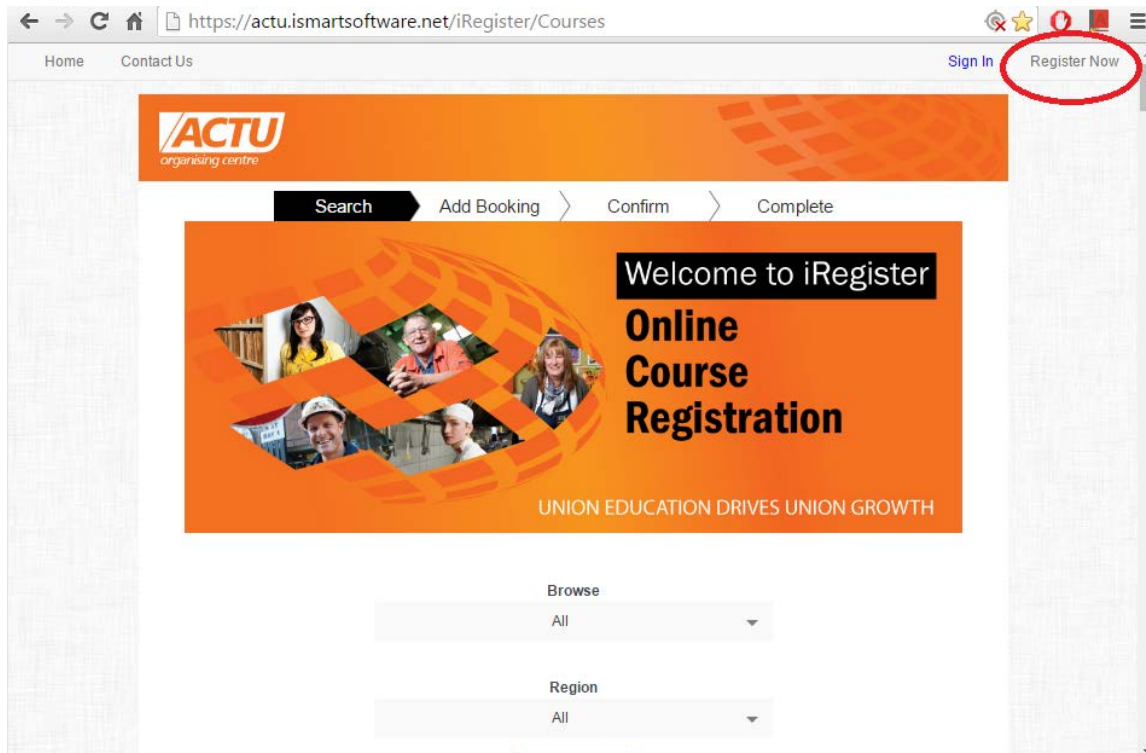 https://actu.ismartsoftware.net/iRegister/Courses
Home Contact Us Sign In Register Now
ACTU
organising centre
Search Add Booking Confirm Complete
Welcome to iRegister
Online
Course
Registration
UNION EDUCATION DRIVES UNION GROWTH
Browse
All
Region
All